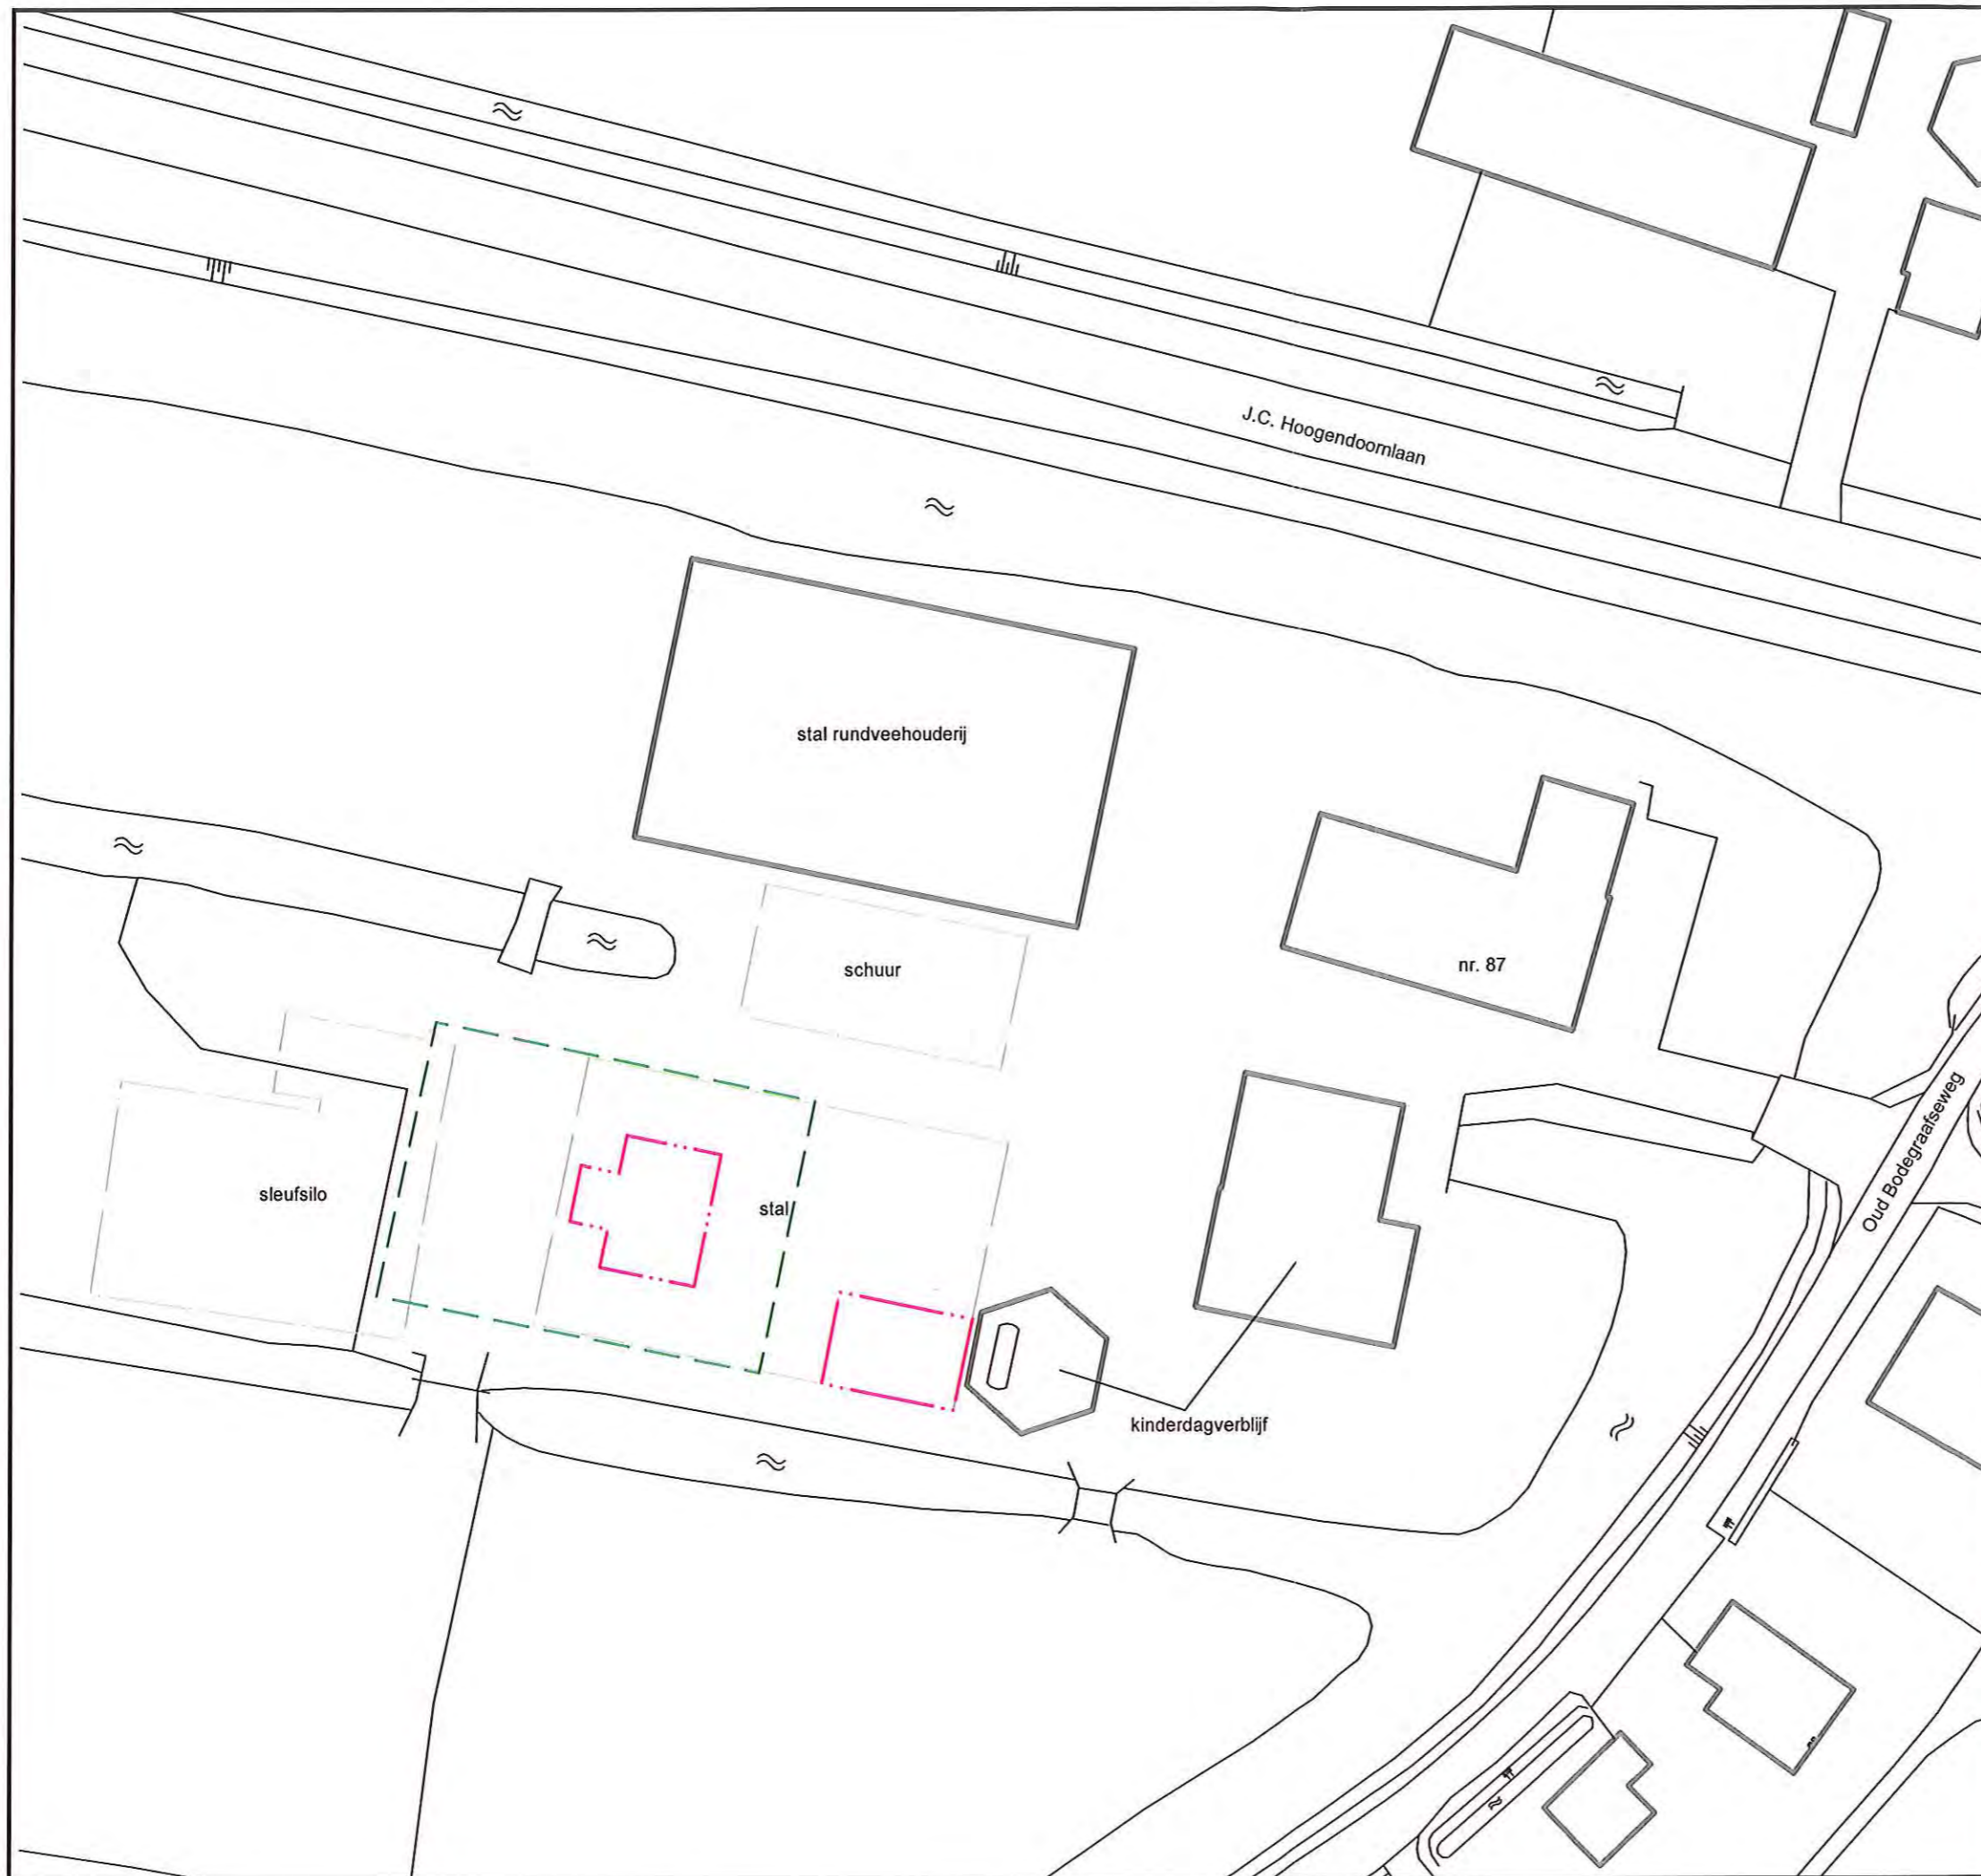 J.C. Hoogendoornlaan
stal rundveehouderij
schuur
nr. 87
sleufsilo
stal
Oud Bodegraafseweg
kinderdagverblijf